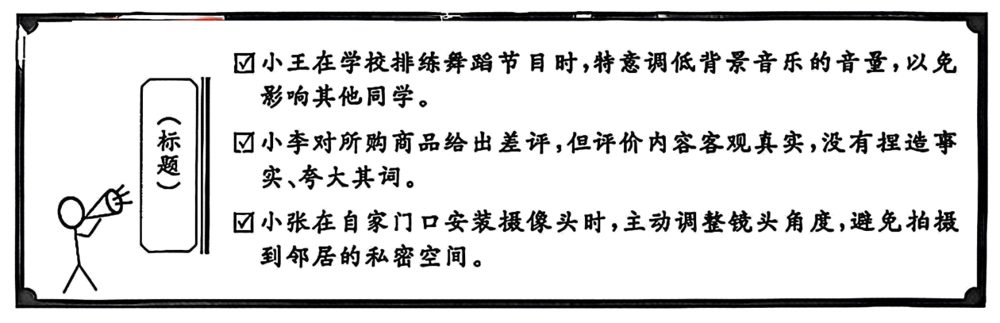 (标题)
☑小王在学校排练舞蹈节目时,特意调低背景音乐的音量,以免
影响其他同学。
☑小李对所购商品给出差评,但评价内容客观真实,没有捏造事
实、夸大其词。
☑小张在自家门口安装摄像头时,主动调整镜头角度,避免拍摄
到邻居的私密空间。